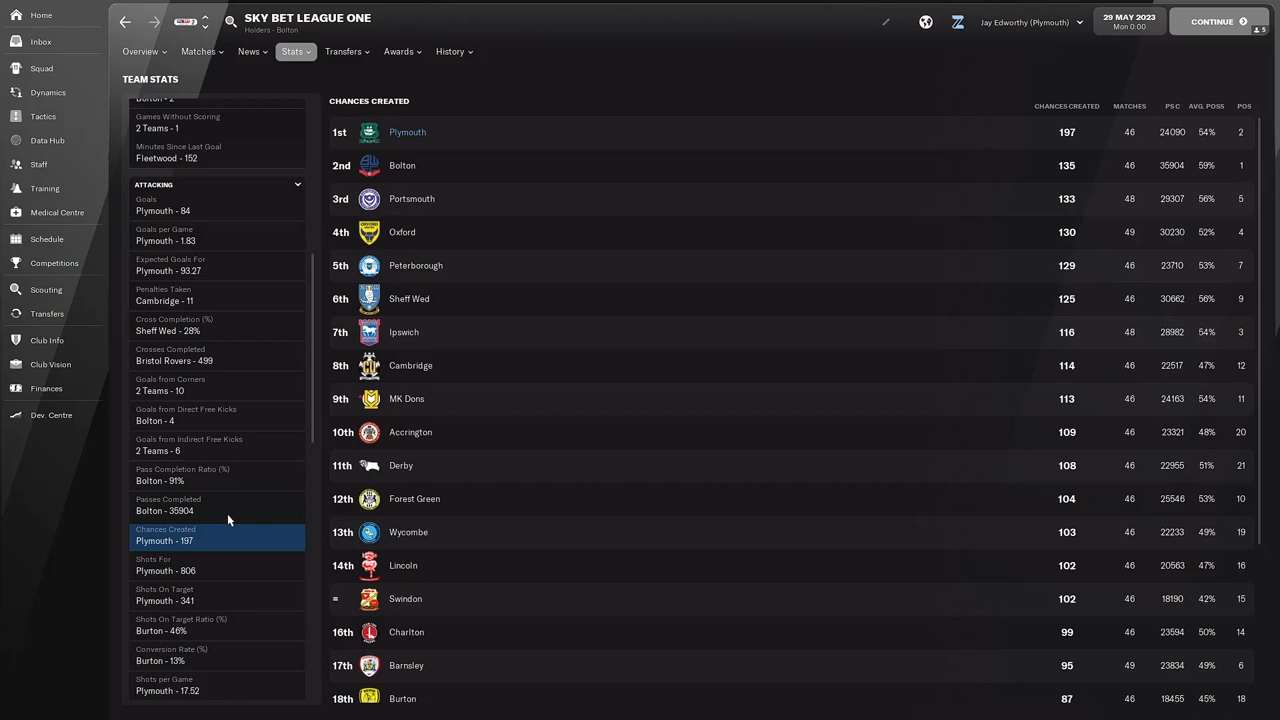 Home
Inbox
Squad
Dynamics
Tactics
Data Hub
Staff
Training
Medical Centre
Schedule
Competitions
Scouting
Transfers
Club Info
Club Vision
Finances
Dev. Centre
SKY BET LEAGUE ONE
Holders - Bolton
Jay Edworthy (Plymouth)
29 MAY 2023
Mon 0:00
CONTINUE
5
Overview
Matches
News
Stats
Transfers
Awards
History
TEAM STATS
Bolton - 2
Games Without Scoring
2 Teams - 1
Minutes Since Last Goal
Fleetwood - 152
ATTACKING
Goals
Plymouth - 84
Goals per Game
Plymouth - 1.83
Expected Goals For
Plymouth - 93.27
Penalties Taken
Cambridge - 11
Cross Completion (%)
Sheff Wed - 28%
Crosses Completed
Bristol Rovers - 499
Goals from Corners
2 Teams - 10
Goals from Direct Free Kicks
Bolton - 4
Goals from Indirect Free Kicks
2 Teams - 6
Pass Completion Ratio (%)
Bolton - 91%
Passes Completed
Bolton - 35904
Chances Created
Plymouth - 197
Shots For
Plymouth - 806
Shots On Target
Plymouth - 341
Shots On Target Ratio (%)
Burton - 46%
Conversion Rate (%)
Burton - 13%
Shots per Game
Plymouth - 17.52
CHANCES CREATED
CHANCES CREATED MATCHES PS C AVG. POSS POS
1st Plymouth 197 46 24090 54% 2
2nd Bolton 135 46 35904 59% 1
3rd Portsmouth 133 48 29307 56% 5
4th Oxford 130 49 30230 52% 4
5th Peterborough 129 46 23710 53% 7
6th Sheff Wed 125 46 30662 56% 9
7th Ipswich 116 48 28982 54% 3
8th Cambridge 114 46 22517 47% 12
9th MK Dons 113 46 24163 54% 11
10th Accrington 109 46 23321 48% 20
11th Derby 108 46 22955 51% 21
12th Forest Green 104 46 25546 53% 10
13th Wycombe 103 46 22233 49% 19
14th Lincoln 102 46 20563 47% 16
= Swindon 102 46 18190 42% 15
16th Charlton 99 46 23594 50% 14
17th Barnsley 95 49 23834 49% 6
18th Burton 87 46 18455 45% 18